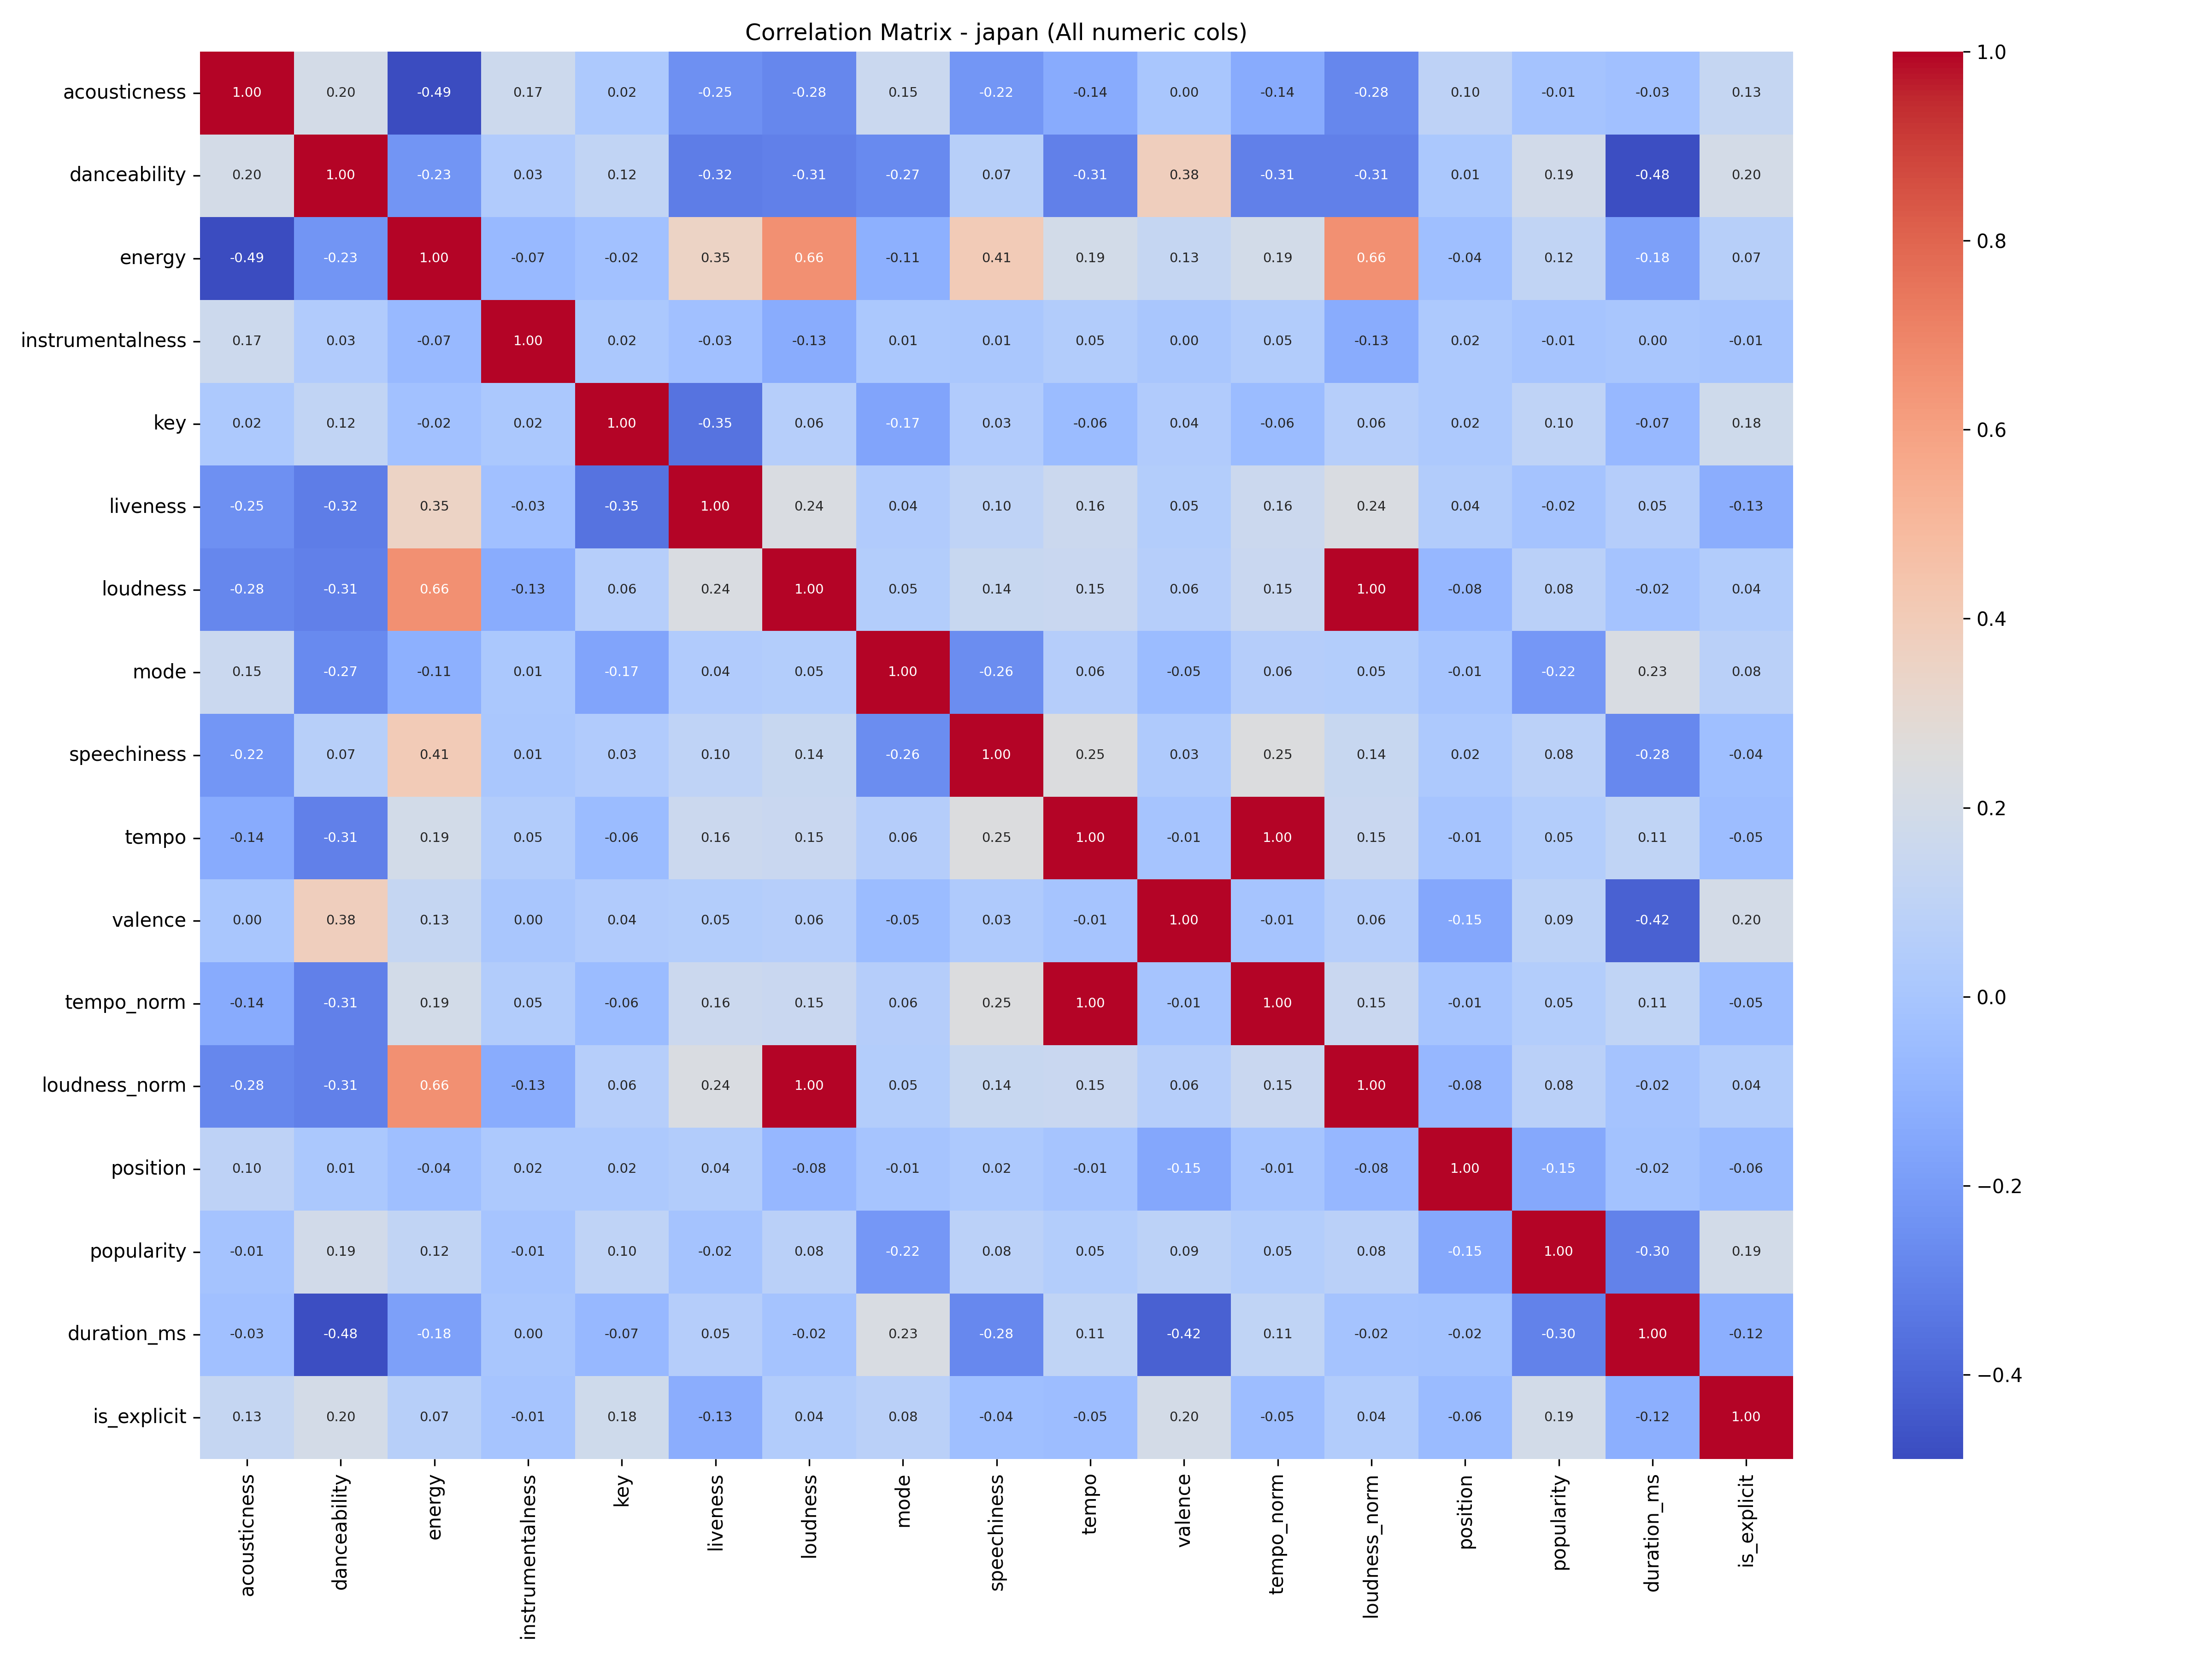 Correlation Matrix - japan (All numeric cols)
acousticness 1.00 0.20 -0.49 0.17 0.02 -0.25 -0.28 0.15 -0.22 -0.14 0.00 -0.14 -0.28 0.10 -0.01 -0.03 0.13
danceability 0.20 1.00 -0.23 0.03 0.12 -0.32 -0.31 -0.27 0.07 -0.31 0.38 -0.31 -0.31 0.01 0.19 -0.48 0.20
energy -0.49 -0.23 1.00 -0.07 -0.02 0.35 0.66 -0.11 0.41 0.19 0.13 0.19 0.66 -0.04 0.12 -0.18 0.07
instrumentalness 0.17 0.03 -0.07 1.00 0.02 -0.03 -0.13 0.01 0.01 0.05 0.00 0.05 -0.13 0.02 -0.01 0.00 -0.01
key 0.02 0.12 -0.02 0.02 1.00 -0.35 0.06 -0.17 0.03 -0.06 0.04 -0.06 0.06 0.02 0.10 -0.07 0.18
liveness -0.25 -0.32 0.35 -0.03 -0.35 1.00 0.24 0.04 0.10 0.16 0.05 0.16 0.24 0.04 -0.02 0.05 -0.13
loudness -0.28 -0.31 0.66 -0.13 0.06 0.24 1.00 0.05 0.14 0.15 0.06 0.15 1.00 -0.08 0.08 -0.02 0.04
mode 0.15 -0.27 -0.11 0.01 -0.17 0.04 0.05 1.00 -0.26 0.06 -0.05 0.06 0.05 -0.01 -0.22 0.23 0.08
speechiness -0.22 0.07 0.41 0.01 0.03 0.10 0.14 -0.26 1.00 0.25 0.03 0.25 0.14 0.02 0.08 -0.28 -0.04
tempo -0.14 -0.31 0.19 0.05 -0.06 0.16 0.15 0.06 0.25 1.00 -0.01 1.00 0.15 -0.01 0.05 0.11 -0.05
valence 0.00 0.38 0.13 0.00 0.04 0.05 0.06 -0.05 0.03 -0.01 1.00 -0.01 0.06 -0.15 0.09 -0.42 0.20
tempo_norm -0.14 -0.31 0.19 0.05 -0.06 0.16 0.15 0.06 0.25 1.00 -0.01 1.00 0.15 -0.01 0.05 0.11 -0.05
loudness_norm -0.28 -0.31 0.66 -0.13 0.06 0.24 1.00 0.05 0.14 0.15 0.06 0.15 1.00 -0.08 0.08 -0.02 0.04
position 0.10 0.01 -0.04 0.02 0.02 0.04 -0.08 -0.01 0.02 -0.01 -0.15 -0.01 -0.08 1.00 -0.15 -0.02 -0.06
popularity -0.01 0.19 0.12 -0.01 0.10 -0.02 0.08 -0.22 0.08 0.05 0.09 0.05 0.08 -0.15 1.00 -0.30 0.19
duration_ms -0.03 -0.48 -0.18 0.00 -0.07 0.05 -0.02 0.23 -0.28 0.11 -0.42 0.11 -0.02 -0.02 -0.30 1.00 -0.12
is_explicit 0.13 0.20 0.07 -0.01 0.18 -0.13 0.04 0.08 -0.04 -0.05 0.20 -0.05 0.04 -0.06 0.19 -0.12 1.00
acousticness
danceability
energy
instrumentalness
key
liveness
loudness
mode
speechiness
tempo
valence
tempo_norm
loudness_norm
position
popularity
duration_ms
is_explicit
1.0
0.8
0.6
0.4
0.2
0.0
−0.2
−0.4